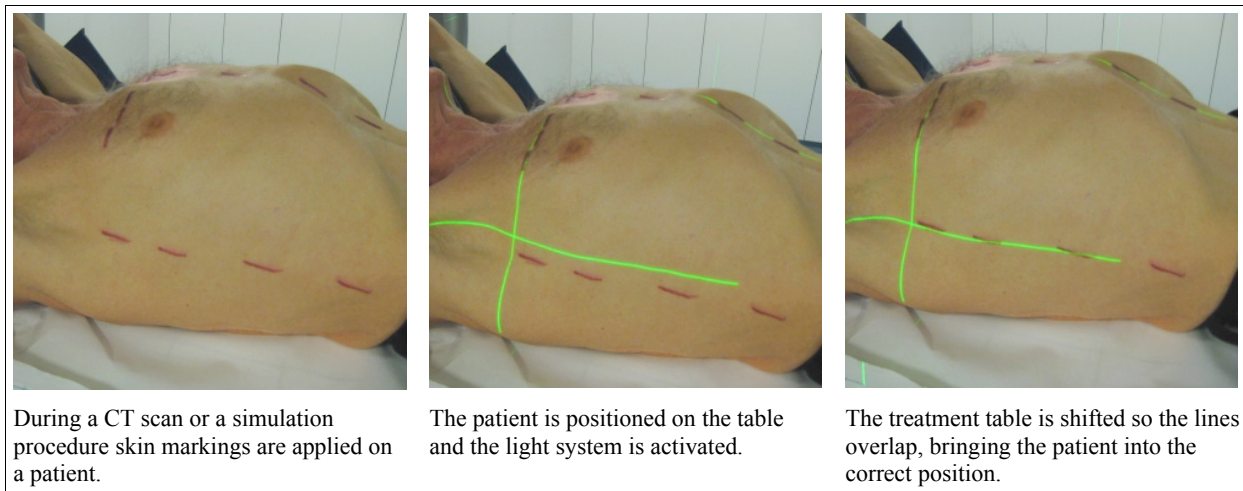 During a CT scan or a simulation
procedure skin markings are applied on
a patient.
The patient is positioned on the table
and the light system is activated.
The treatment table is shifted so the lines
overlap, bringing the patient into the
correct position.